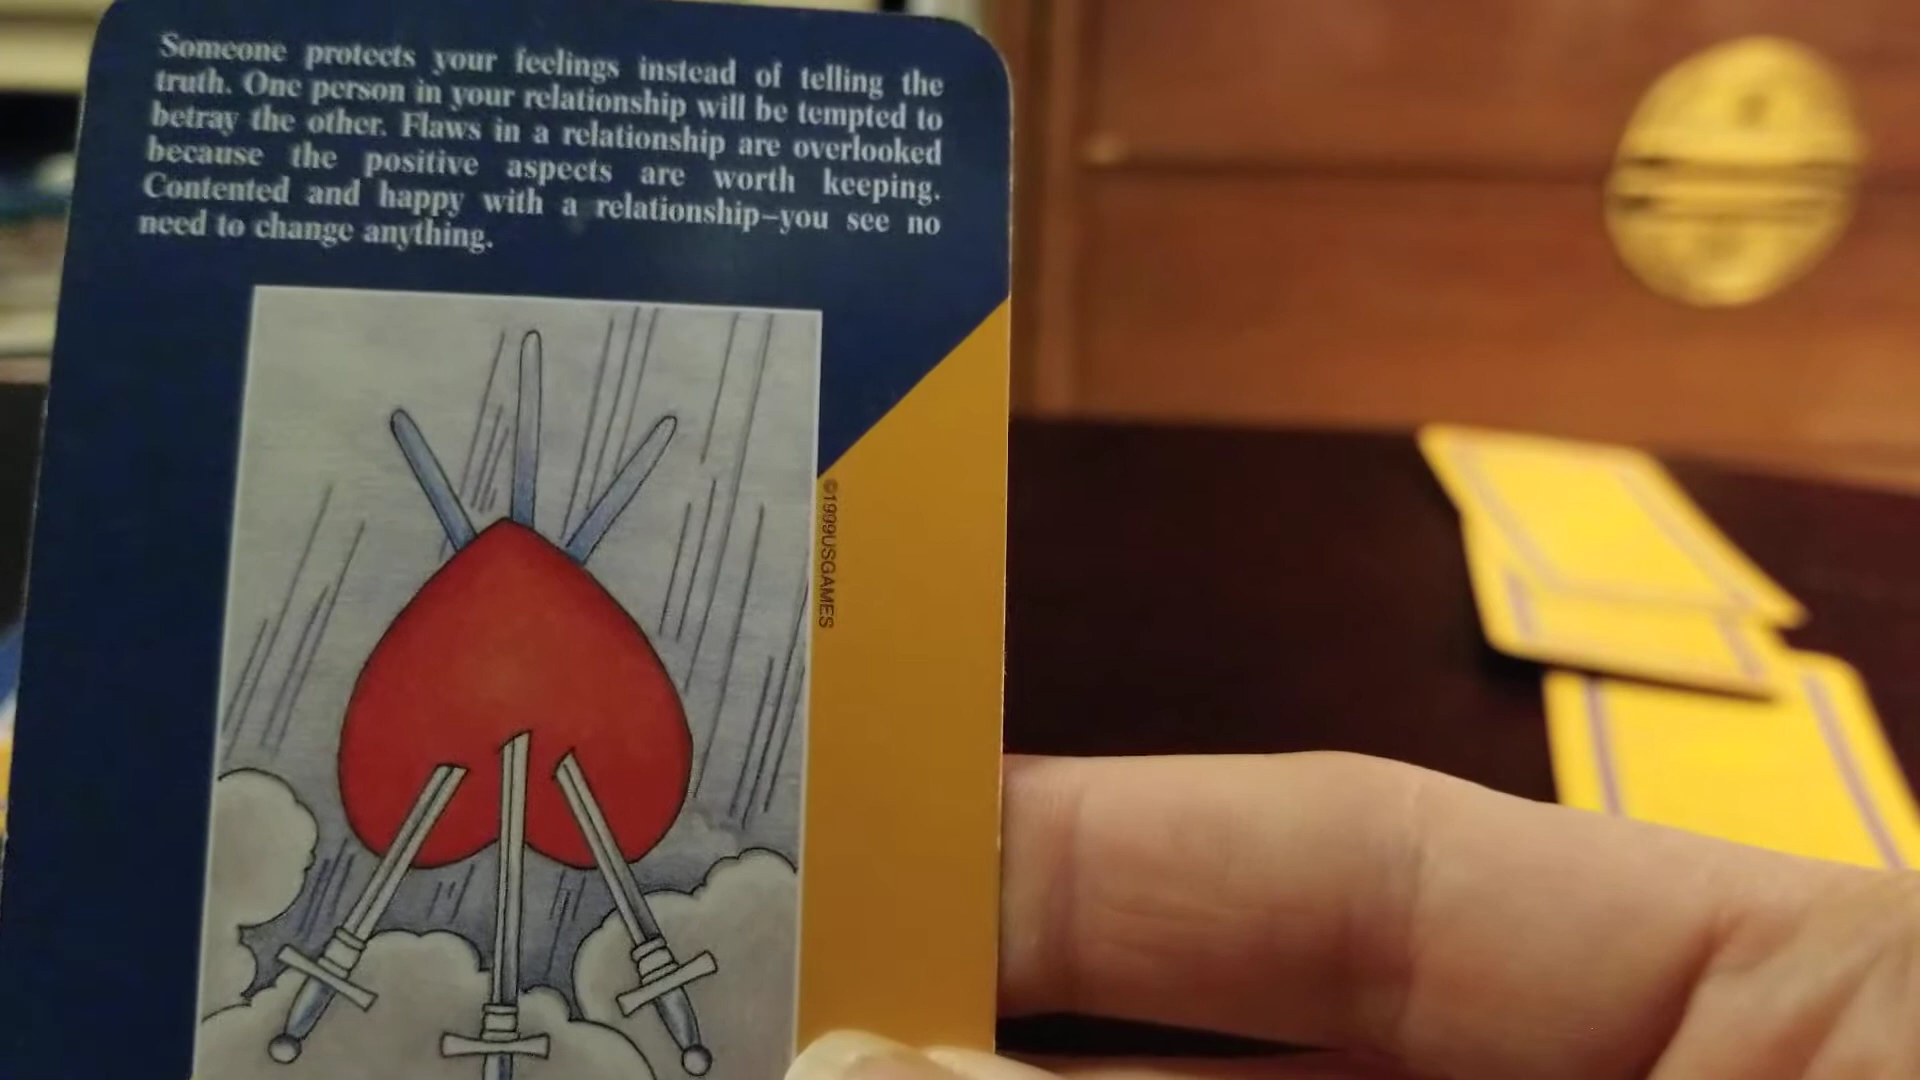 Someone protects your feelings instead of telling the
truth. One person in your relationship will be tempted to
betray the other. Flaws in a relationship are overlooked
because the positive aspects are worth keeping.
Contented and happy with a relationship–you see no
need to change anything.
©1999USGAMES